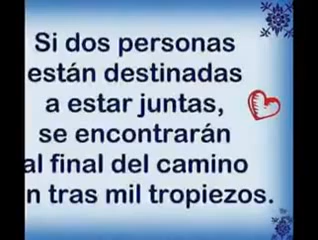 Si dos personas
están destinadas
a estar juntas,
se encontrarán
al final del camino
n tras mil tropiezos.